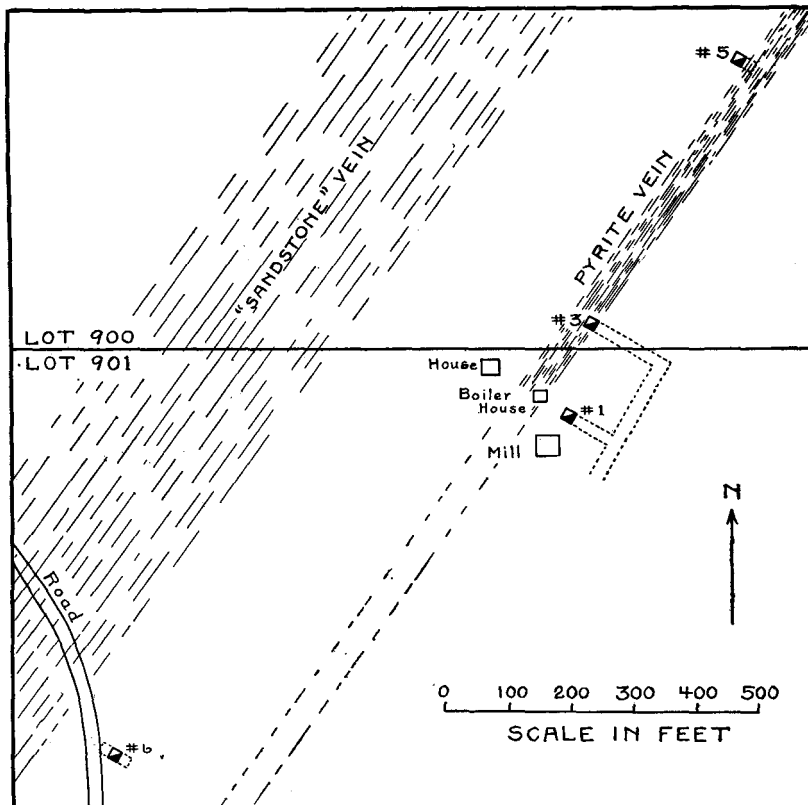 #5
"SANDSTONE" VEIN
PYRITE VEIN
#3
LOT 900
LOT 901
House
Boiler
House
#1
Mill
N
Road
0 100 200 300 400 500
SCALE IN FEET
#6